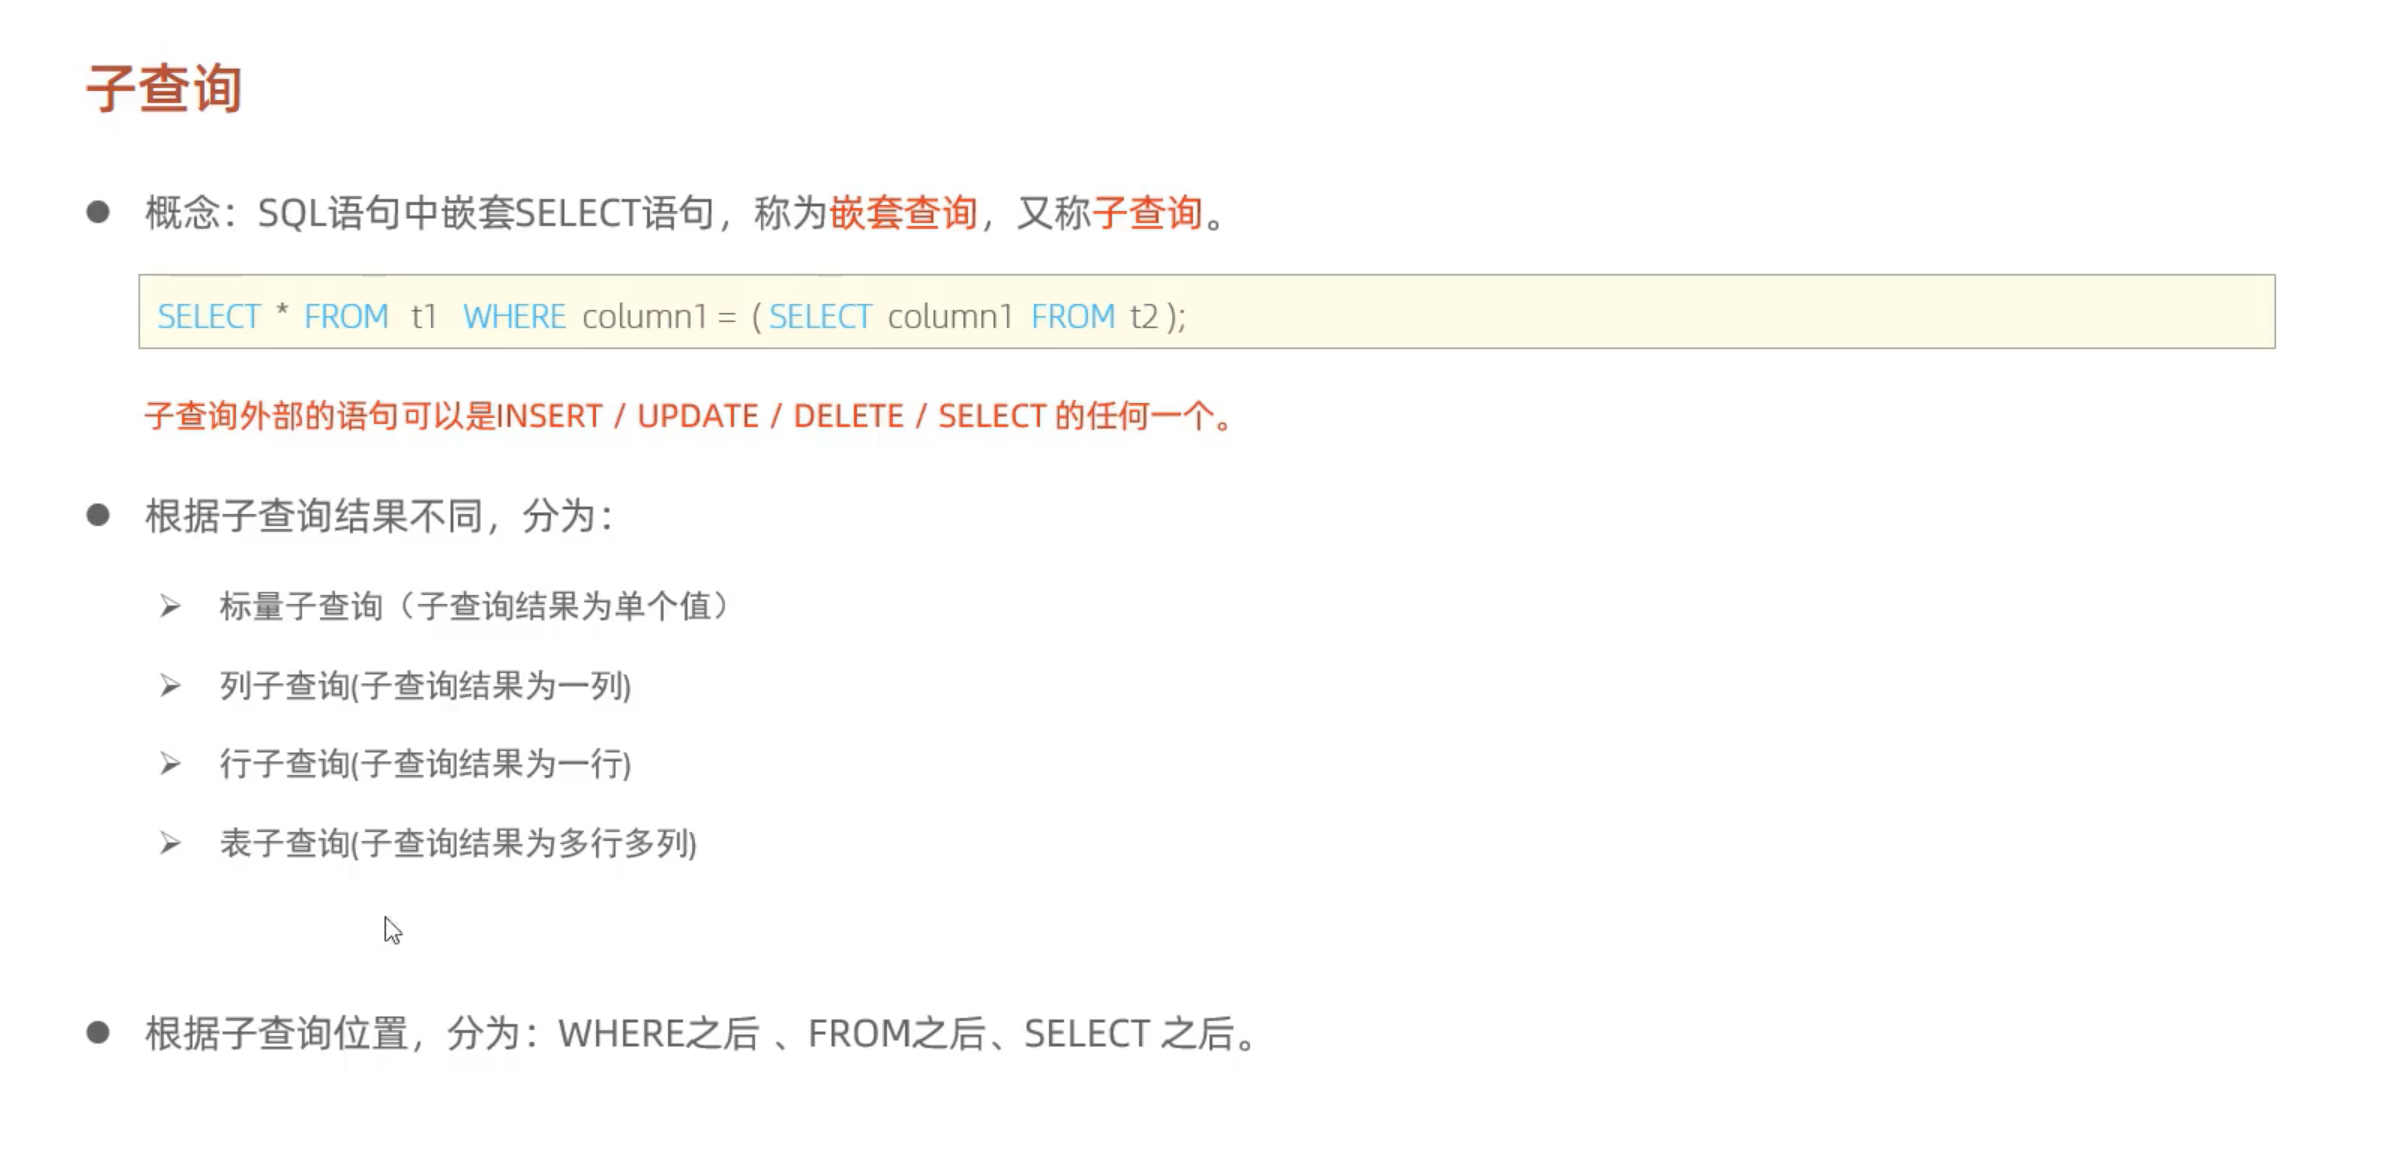 子查询
概念：SQL语句中嵌套SELECT语句，称为嵌套查询，又称子查询。
SELECT * FROM t1 WHERE column1 = ( SELECT column1 FROM t2 );
子查询外部的语句可以是INSERT / UPDATE / DELETE / SELECT 的任何一个。
根据子查询结果不同，分为：
标量子查询（子查询结果为单个值）
列子查询(子查询结果为一列)
行子查询(子查询结果为一行)
表子查询(子查询结果为多行多列)
根据子查询位置，分为：WHERE之后 、FROM之后、SELECT 之后。